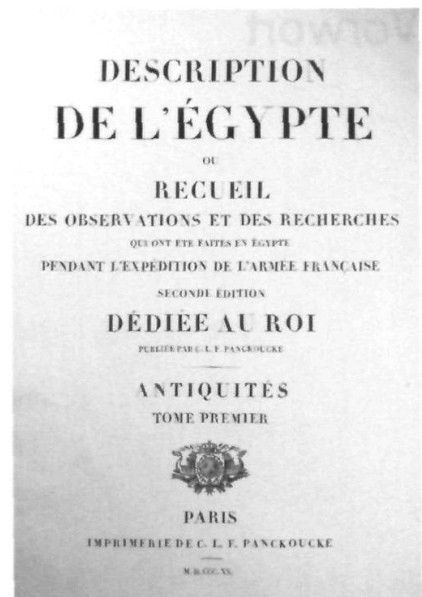 Vorwort
DESCRIPTION
DE L'ÉGYPTE
OU
RECUEIL
DES OBSERVATIONS ET DES RECHERCHES
QUI ONT ÉTÉ FAITES EN ÉGYPTE
PENDANT L'EXPÉDITION DE L'ARMÉE FRANÇAISE
SECONDE ÉDITION
DÉDIÉE AU ROI
PUBLIÉE PAR C. L. F. PANCKOUCKE
ANTIQUITÉS
TOME PREMIER
PARIS
IMPRIMERIE DE C. L. F. PANCKOUCKE
M. D. CCC. XX.